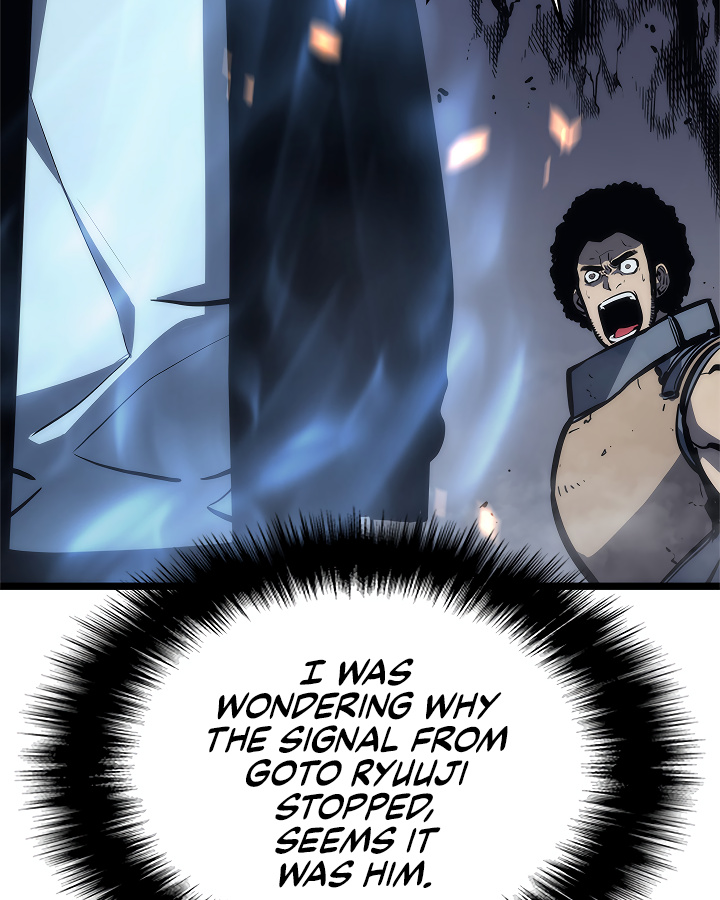 I WAS
WONDERING WHY
THE SIGNAL FROM
GOTO RYUUJI
STOPPED,
SEEMS IT
WAS HIM.